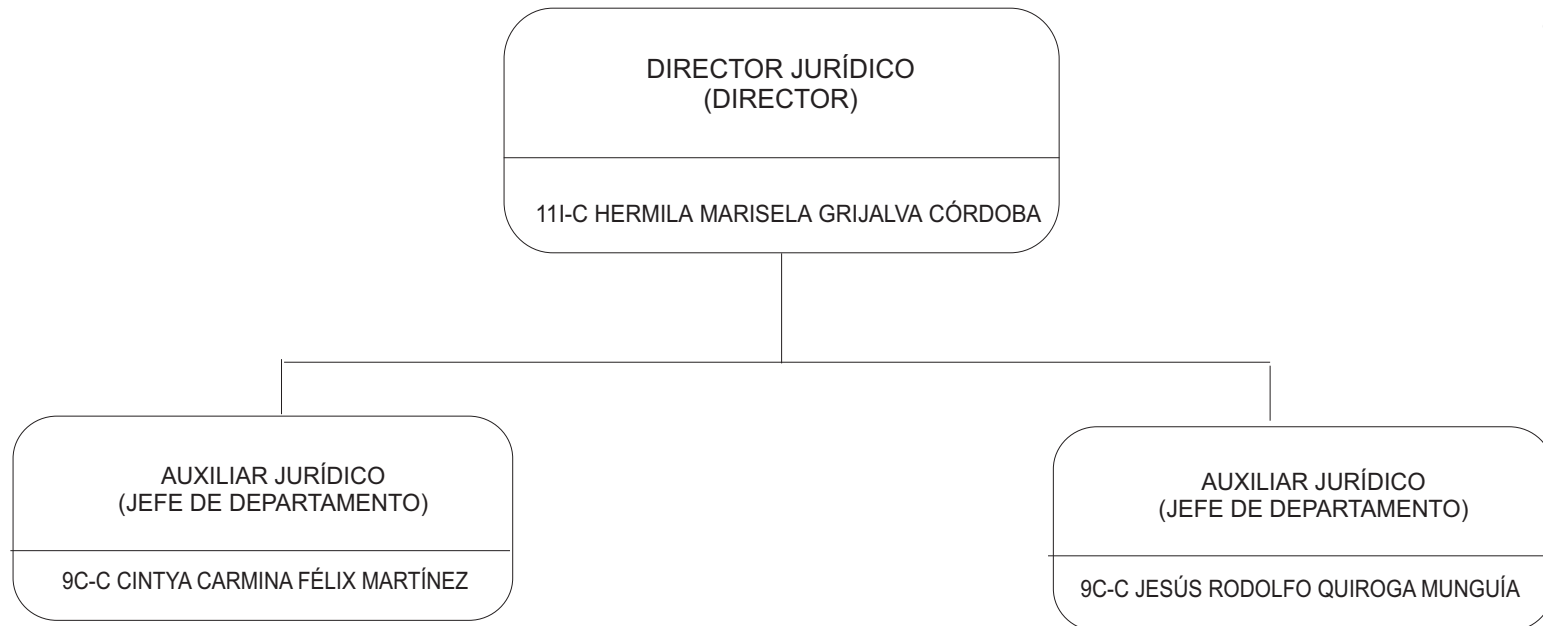 DIRECTOR JURÍDICO
(DIRECTOR)
11I-C HERMILA MARISELA GRIJALVA CÓRDOBA
AUXILIAR JURÍDICO
(JEFE DE DEPARTAMENTO)
9C-C CINTYA CARMINA FÉLIX MARTÍNEZ
AUXILIAR JURÍDICO
(JEFE DE DEPARTAMENTO)
9C-C JESÚS RODOLFO QUIROGA MUNGUÍA